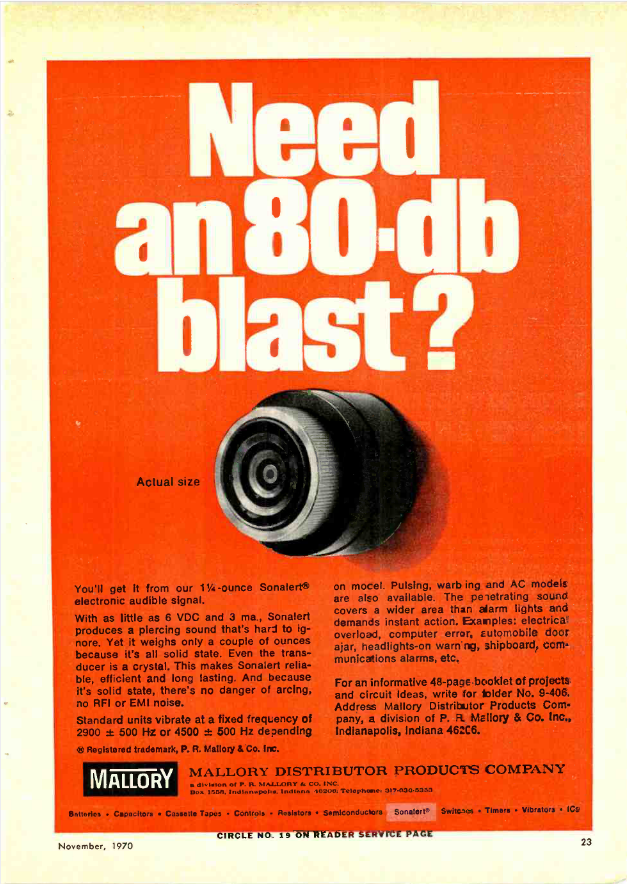 Need
an 80-db
blast?
Actual size
You'll get it from our 1¼-ounce Sonalert®
electronic audible signal.
With as little as 6 VDC and 3 ma., Sonalert
produces a piercing sound that's hard to ig-
nore. Yet it weighs only a couple of ounces
because it's all solid state. Even the trans-
ducer is a crystal. This makes Sonalert relia-
ble, efficient and long lasting. And because
it's solid state, there's no danger of arcing,
no RFI or EMI noise.
Standard units vibrate at a fixed frequency of
2900 ± 500 Hz or 4500 ± 500 Hz depending
® Registered trademark, P. R. Mallory & Co. Inc.
on model. Pulsing, warbling and AC models
are also available. The penetrating sound
covers a wider area than alarm lights and
demands instant action. Examples: electrical
overload, computer error, automobile door
ajar, headlights-on warning, shipboard, com-
munications alarms, etc.
For an informative 48-page booklet of projects
and circuit ideas, write for folder No. 9-406.
Address Mallory Distributor Products Com-
pany, a division of P. R. Mallory & Co. Inc.,
Indianapolis, Indiana 46206.
MALLORY
MALLORY DISTRIBUTOR PRODUCTS COMPANY
a division of P. R. MALLORY & CO. INC.
Box 1558, Indianapolis, Indiana 46206; Telephone: 317-636-5353
Batteries • Capacitors • Cassette Tapes • Controls • Resistors • Semiconductors Sonalert® Switches • Timers • Vibrators • ICs
CIRCLE NO. 19 ON READER SERVICE PAGE
November, 1970
23